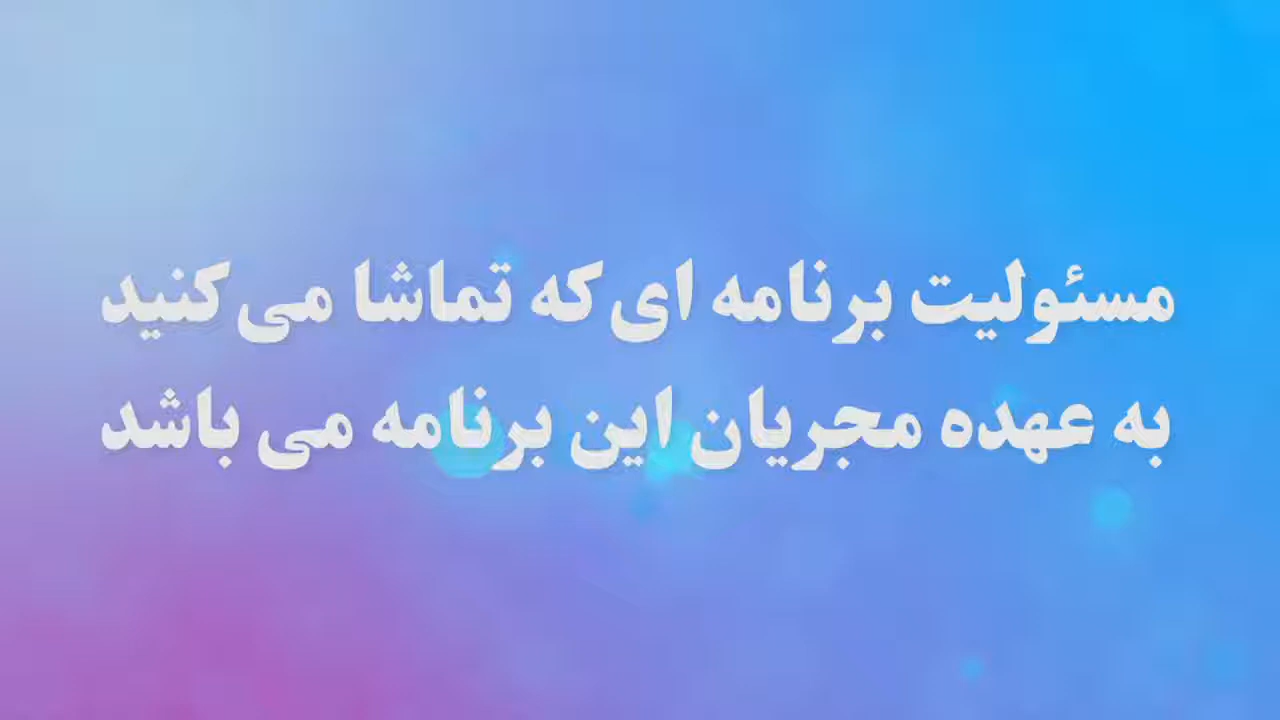 مسئولیت برنامه ای که تماشا می کنید
به عهده مجریان این برنامه می باشد